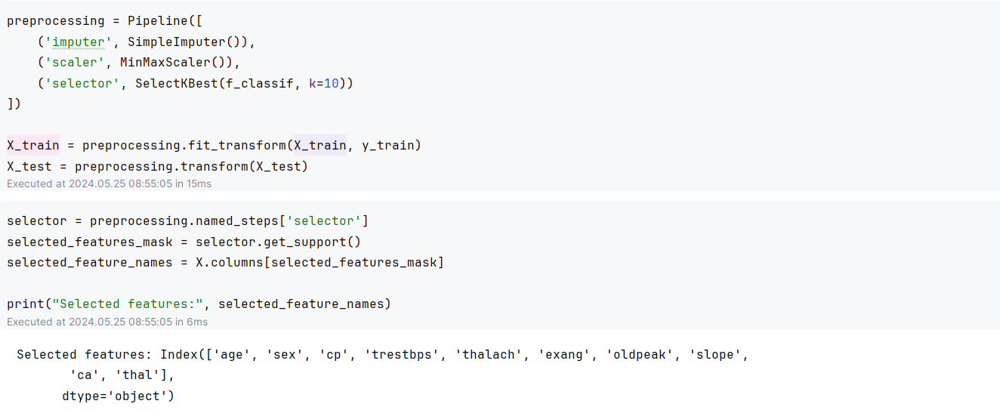 preprocessing = Pipeline([
    ('imputer', SimpleImputer()),
    ('scaler', MinMaxScaler()),
    ('selector', SelectKBest(f_classif, k=10))
])
X_train = preprocessing.fit_transform(X_train, y_train)
X_test = preprocessing.transform(X_test)
Executed at 2024.05.25 08:55:05 in 15ms
selector = preprocessing.named_steps['selector']
selected_features_mask = selector.get_support()
selected_feature_names = X.columns[selected_features_mask]
print("Selected features:", selected_feature_names)
Executed at 2024.05.25 08:55:05 in 6ms
Selected features: Index(['age', 'sex', 'cp', 'trestbps', 'thalach', 'exang', 'oldpeak', 'slope',
       'ca', 'thal'],
      dtype='object')